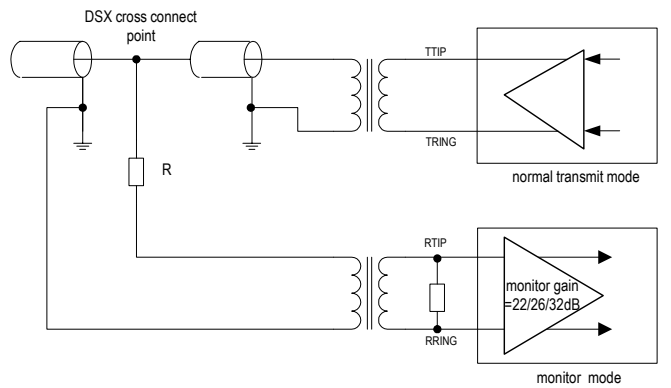 DSX cross connect
point
TTIP
TRING
normal transmit mode
R
RTIP
monitor gain
=22/26/32dB
RRING
monitor mode